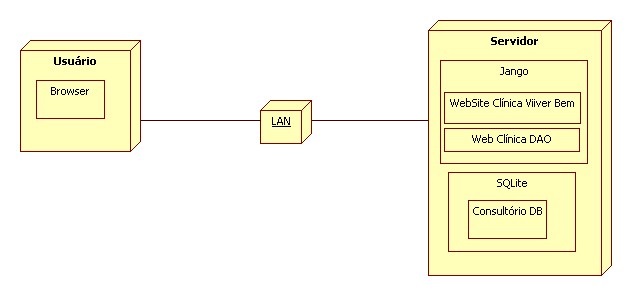 Usuário
Browser
LAN
Servidor
Jango
WebSite Clínica Viiver Bem
Web Clínica DAO
SQLite
Consultório DB